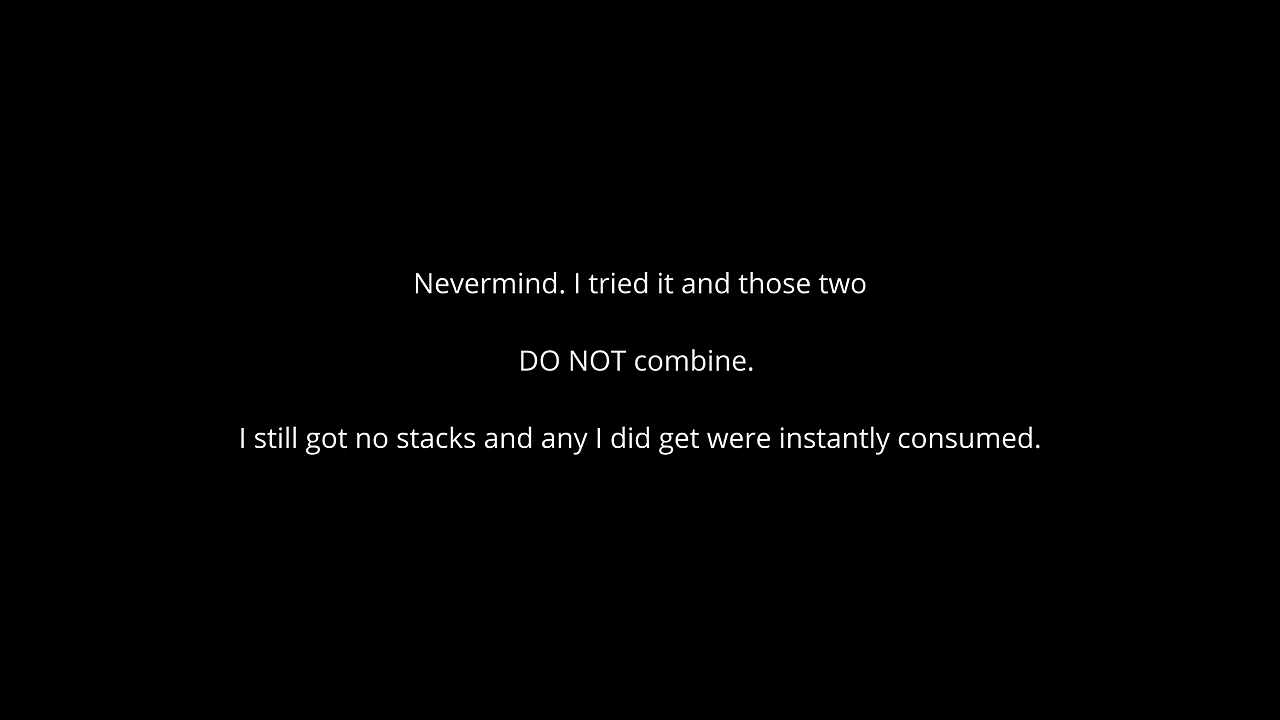 Nevermind. I tried it and those two
DO NOT combine.
I still got no stacks and any I did get were instantly consumed.